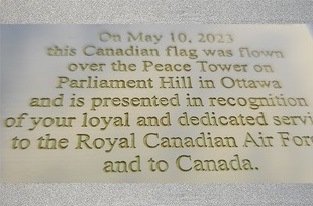 On May 10, 2023
this Canadian flag was flown
over the Peace Tower on
Parliament Hill in Ottawa
and is presented in recognition
of your loyal and dedicated servi
to the Royal Canadian Air For
and to Canada.